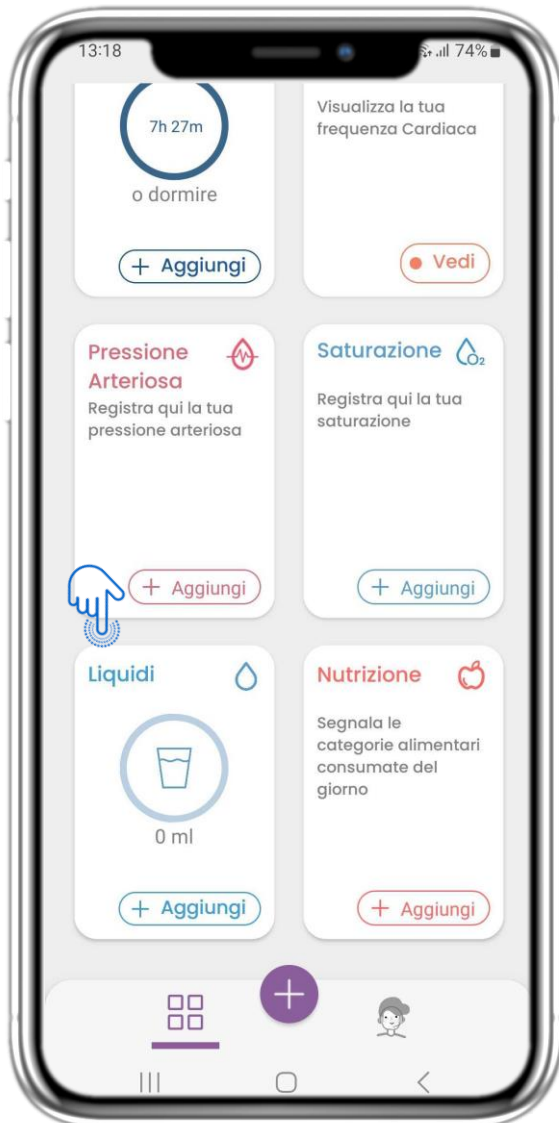 13:18
74%
7h 27m
o dormire
+ Aggiungi
Visualizza la tua
frequenza Cardiaca
Vedi
Pressione
Arteriosa
Registra qui la tua
pressione arteriosa
+ Aggiungi
Saturazione
O2
Registra qui la tua
saturazione
+ Aggiungi
Liquidi
0 ml
+ Aggiungi
Nutrizione
Segnala le
categorie alimentari
consumate del
giorno
+ Aggiungi